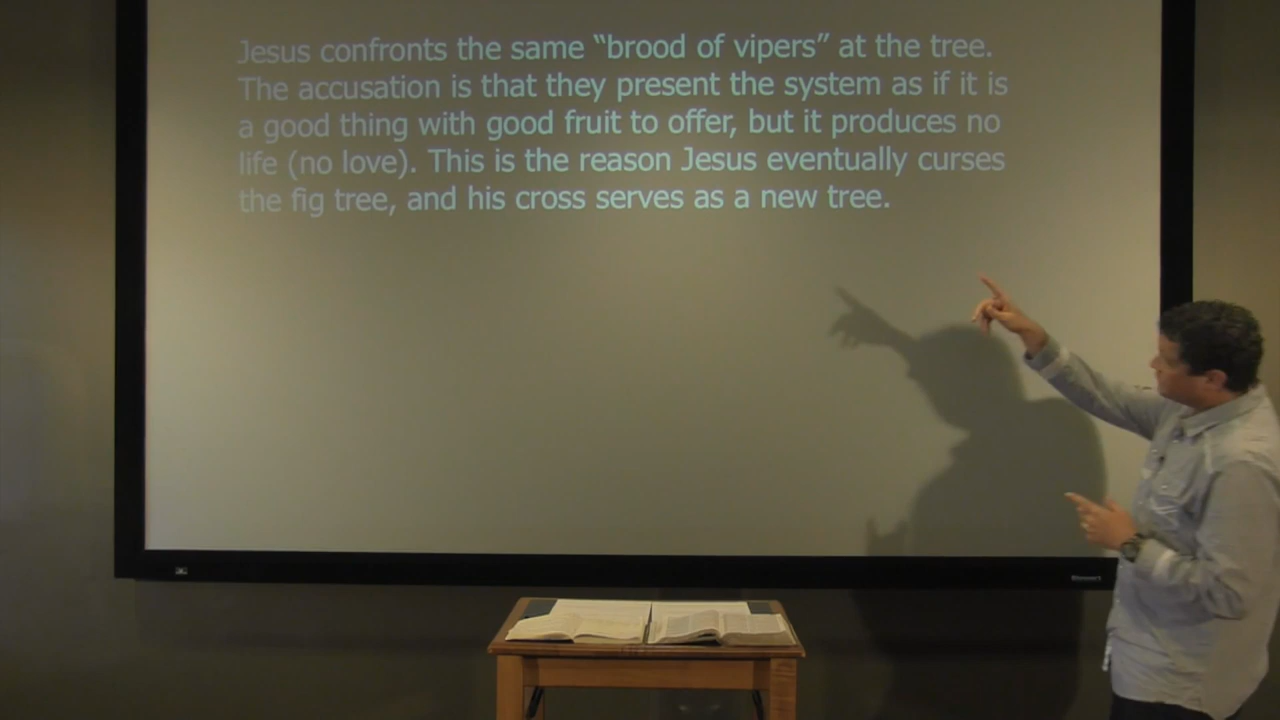 Jesus confronts the same “brood of vipers” at the tree.
The accusation is that they present the system as if it is
a good thing with good fruit to offer, but it produces no
life (no love). This is the reason Jesus eventually curses
the fig tree, and his cross serves as a new tree.